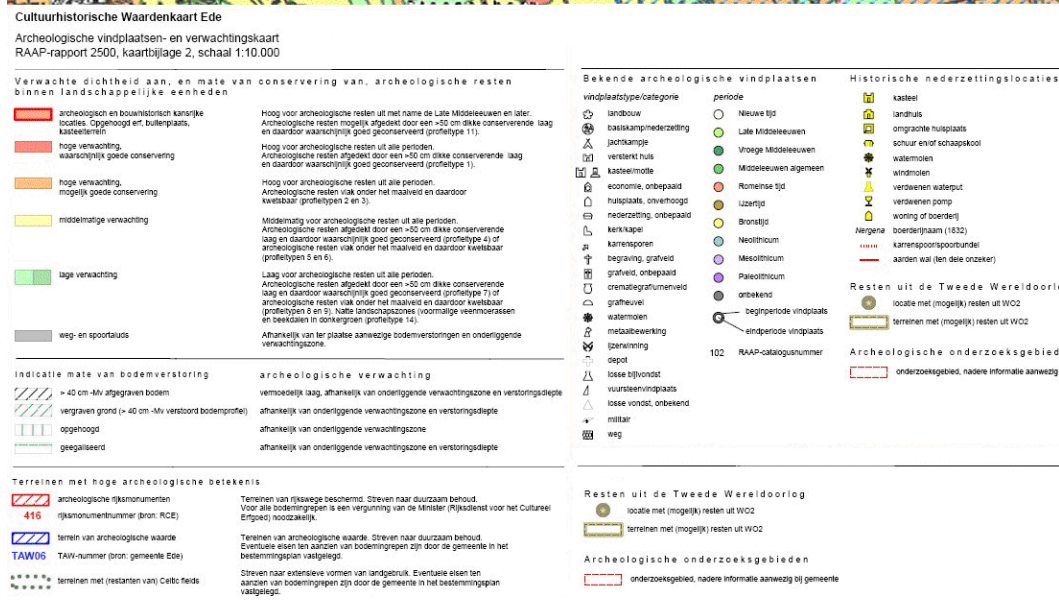 Cultuurhistorische Waardenkaart Ede
Archeologische vindplaatsen- en verwachtingskaart
RAAP-rapport 2500, kaartbijlage 2, schaal 1:10.000
Verwachte dichtheid aan, en mate van conservering van, archeologische resten
binnen landschappelijke eenheden
archeologisch en bouwhistorisch kansrijke
locaties. Opgehoogd erf, buitenplaats,
kasteelterrein
Hoog voor archeologische resten uit met name de Late Middeleeuwen en later.
Archeologische resten mogelijk afgedekt door een >50 cm dikke conserverende laag
en daardoor waarschijnlijk goed geconserveerd (profieltype 11).
hoge verwachting,
waarschijnlijk goede conservering
Hoog voor archeologische resten uit alle perioden.
Archeologische resten afgedekt door een >50 cm dikke conserverende laag
en daardoor waarschijnlijk goed geconserveerd (profieltype 1).
hoge verwachting,
mogelijk goede conservering
Hoog voor archeologische resten uit alle perioden.
Archeologische resten vlak onder het maaiveld en daardoor
kwetsbaar (profieltypen 2 en 3).
middelmatige verwachting
Middelmatig voor archeologische resten uit alle perioden.
Archeologische resten afgedekt door een >50 cm dikke conserverende
laag en daardoor waarschijnlijk goed geconserveerd (profieltype 4) of
archeologische resten vlak onder het maaiveld en daardoor kwetsbaar
(profieltypen 5 en 6).
lage verwachting
Laag voor archeologische resten uit alle perioden.
Archeologische resten afgedekt door een >50 cm dikke conserverende
laag en daardoor waarschijnlijk goed geconserveerd (profieltype 7) of
archeologische resten vlak onder het maaiveld en daardoor kwetsbaar
(profieltypen 8 en 9). Natte landschapszones (voormalige veenmoerassen
en beekdalen in donkergroen (profieltype 14).
weg- en spoortaluds
Afhankelijk van ter plaatse aanwezige bodemverstoringen en onderliggende
verwachtingszone.
Indicatie mate van bodemverstoring
archeologische verwachting
> 40 cm -Mv afgegraven bodem
vermoedelijk laag, afhankelijk van onderliggende verwachtingszone en verstoringsdiepte
vergraven grond (> 40 cm -Mv verstoord bodemprofiel)
afhankelijk van onderliggende verwachtingszone en verstoringsdiepte
opgehoogd
afhankelijk van onderliggende verwachtingszone
geegaliseerd
afhankelijk van onderliggende verwachtingszone en verstoringsdiepte
Terreinen met hoge archeologische betekenis
archeologische rijksmonumenten
416 rijksmonumentnummer (bron: RCE)
Terreinen van rijkswege beschermd. Streven naar duurzaam behoud.
Voor alle bodemingrepen is een vergunning van de Minister (Rijksdienst voor het Cultureel
Erfgoed) noodzakelijk.
terrein van archeologische waarde
TAW06 TAW-nummer (bron: gemeente Ede)
Tereinen van archeologische waarde. Streven naar duurzaam behoud.
Eventuele eisen ten aanzien van bodemingrepen zijn door de gemeente in het
bestemmingsplan vastgelegd.
terreinen met (restanten van) Celtic fields
Streven naar extensieve vormen van landgebruik. Eventuele eisen ten
aanzien van bodemingrepen zijn door de gemeente in het bestemmingsplan
vastgelegd.
Bekende archeologische vindplaatsen
vindplaatstype/categorie
landbouw
basiskamp/nederzetting
jachtkampje
versterkt huis
kasteel/motte
economie, onbepaald
huisplaats, onverhoogd
nederzetting, onbepaald
kerk/kapel
karrensporen
begraving, grafveld
grafveld, onbepaald
crematiegraf/urnenveld
grafheuvel
watermolen
metaalbewerking
ijzerwinning
depot
losse bijvondst
vuursteenvindplaats
losse vondst, onbekend
militair
weg
periode
Nieuwe tijd
Late Middeleeuwen
Vroege Middeleeuwen
Middeleeuwen algemeen
Romeinse tijd
IJzertijd
Bronstijd
Neolithicum
Mesolithicum
Paleolithicum
onbekend
beginperiode vindplaats
eindperiode vindplaats
102 RAAP-catalogusnummer
Historische nederzettingslocaties
kasteel
landhuis
omgrachte huisplaats
schuur en/of schaapskooi
watermolen
windmolen
verdwenen waterput
verdwenen pomp
woning of boerderij
Nergena boerderijnaam (1832)
karrenspoor/spoorbundel
aarden wal (ten dele onzeker)
Resten uit de Tweede Wereldoorl
locatie met (mogelijk) resten uit WO2
terreinen met (mogelijk) resten uit WO2
Archeologische onderzoeksgebied
onderzoeksgebied, nadere informatie aanwezig
Resten uit de Tweede Wereldoorlog
locatie met (mogelijk) resten uit WO2
terreinen met (mogelijk) resten uit WO2
Archeologische onderzoeksgebieden
onderzoeksgebied, nadere informatie aanwezig bij gemeente